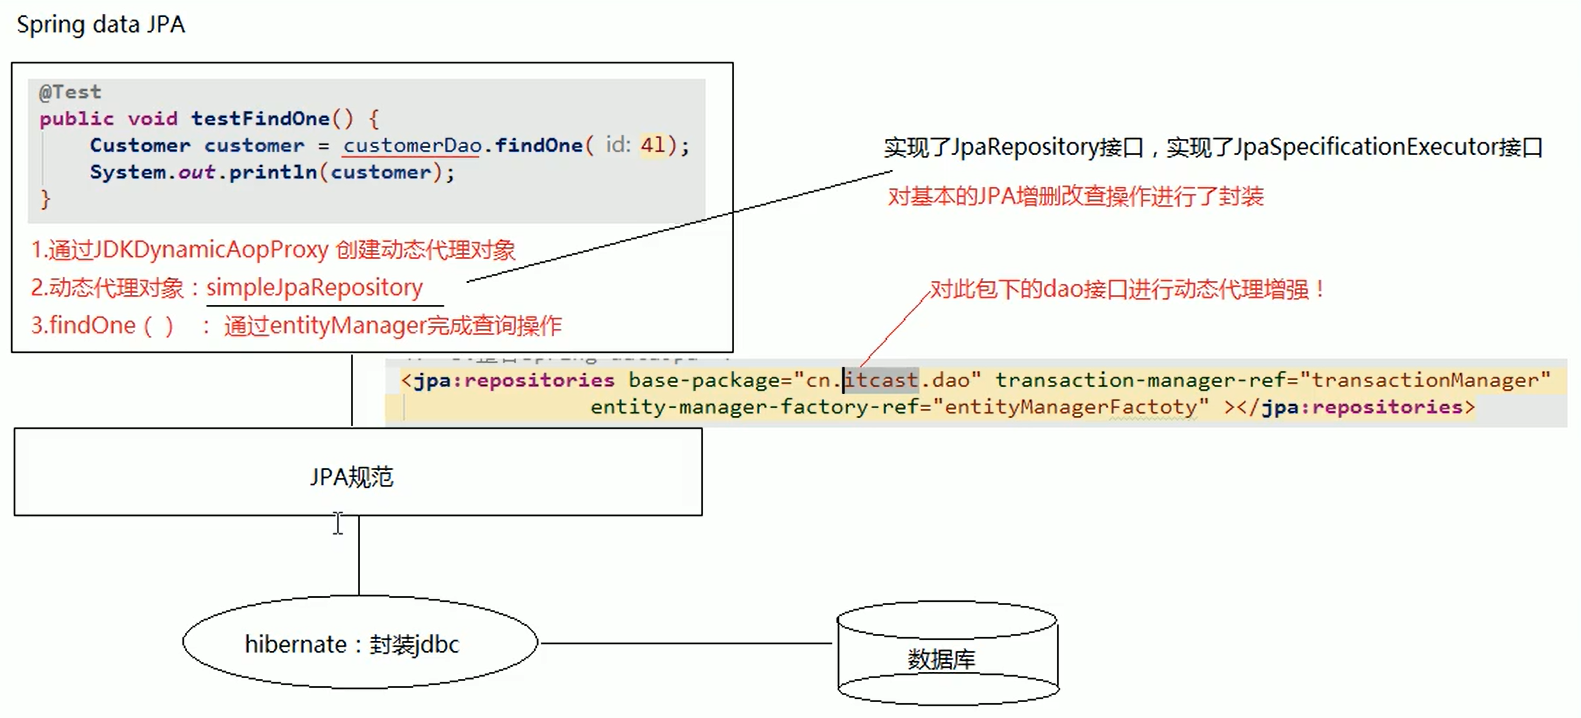 Spring data JPA
@Test
public void testFindOne() {
Customer customer = customerDao.findOne( id: 4l);
System.out.println(customer);
}
1.通过JDKDynamicAopProxy 创建动态代理对象
2.动态代理对象：simpleJpaRepository
3.findOne（）：通过entityManager完成查询操作
实现了JpaRepository接口，实现了JpaSpecificationExecutor接口
对基本的JPA增删改查操作进行了封装
对此包下的dao接口进行动态代理增强！
<jpa:repositories base-package="cn.itcast.dao" transaction-manager-ref="transactionManager"
entity-manager-factory-ref="entityManagerFactoty" ></jpa:repositories>
JPA规范
hibernate：封装jdbc
数据库